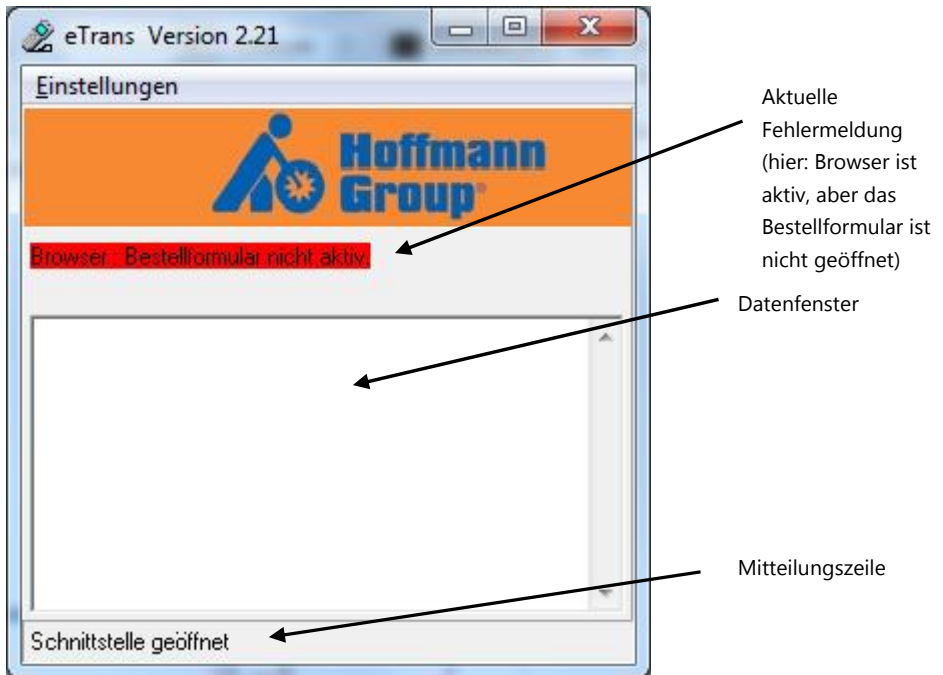 eTrans Version 2.21
Einstellungen
Hoffmann
Group
Browser : Bestellformular nicht aktiv.
Schnittstelle geöffnet
Aktuelle
Fehlermeldung
(hier: Browser ist
aktiv, aber das
Bestellformular ist
nicht geöffnet)
Datenfenster
Mitteilungszeile